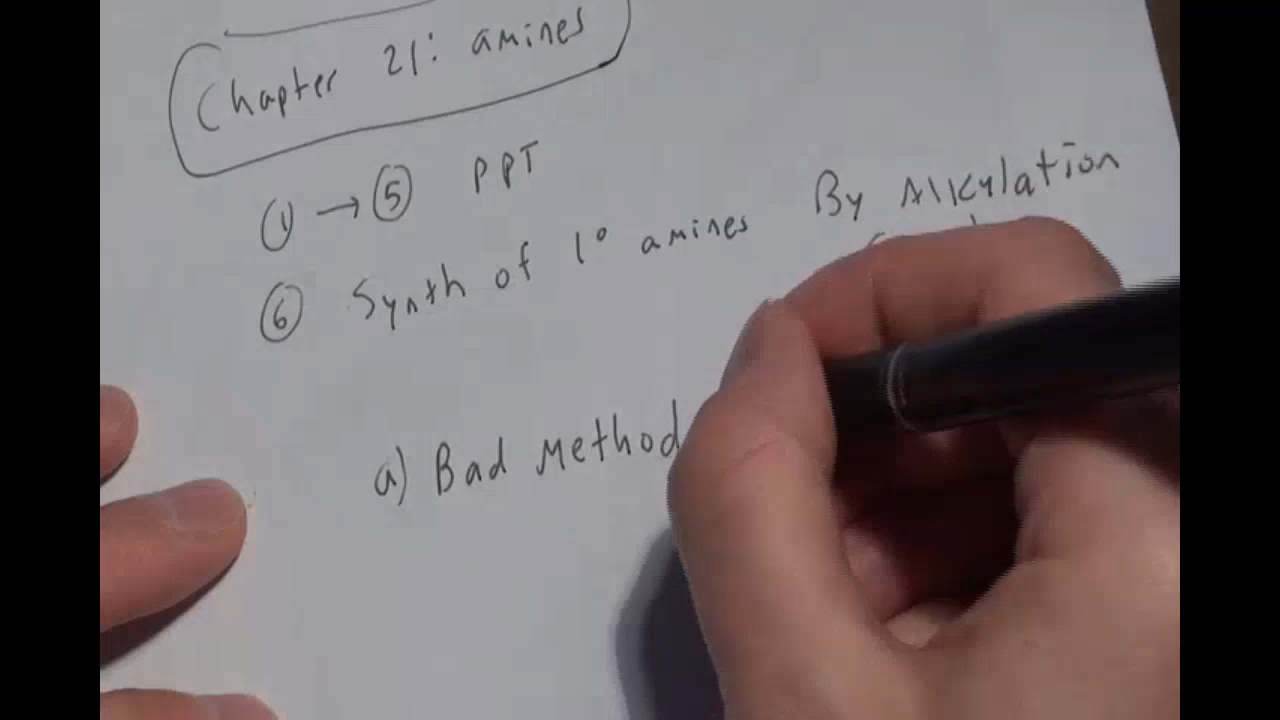 Chapter 21: amines
① → ⑤ PPT
⑥ Synth of 1° amines By Alkylation
a) Bad Method